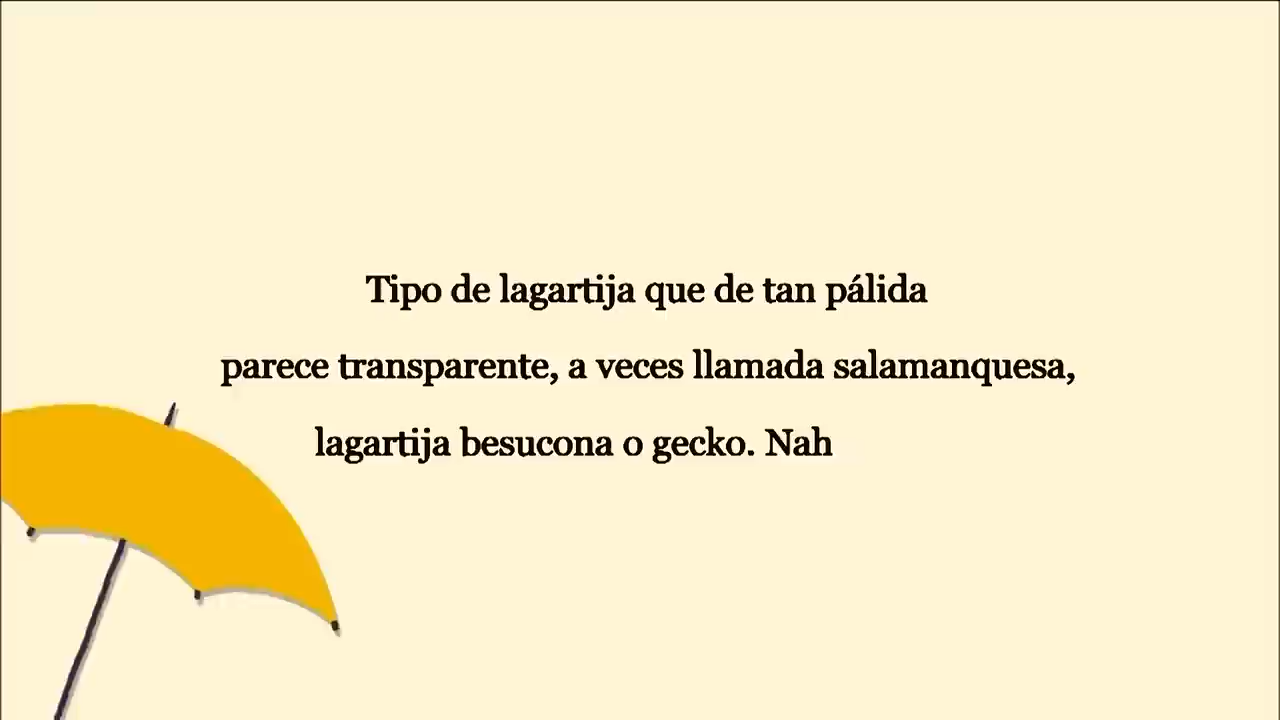 Tipo de lagartija que de tan pálida
parece transparente, a veces llamada salamanquesa,
lagartija besucona o gecko. Nah